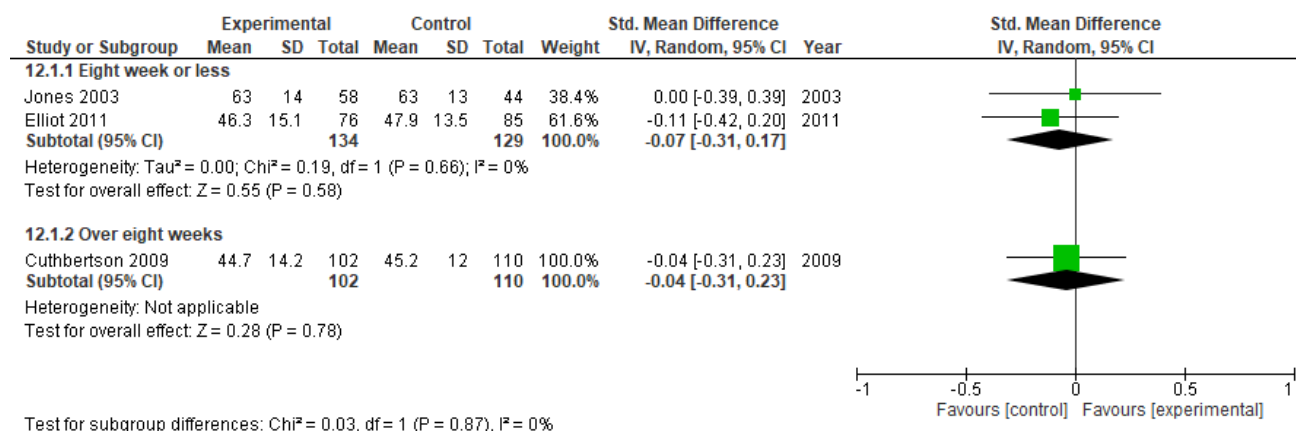 Experimental Control Std. Mean Difference Std. Mean Difference
Study or Subgroup Mean SD Total Mean SD Total Weight IV, Random, 95% CI Year IV, Random, 95% CI
12.1.1 Eight week or less
Jones 2003 63 14 58 63 13 44 38.4% 0.00 [-0.39, 0.39] 2003
Elliot 2011 46.3 15.1 76 47.9 13.5 85 61.6% -0.11 [-0.42, 0.20] 2011
Subtotal (95% CI) 134 129 100.0% -0.07 [-0.31, 0.17]
Heterogeneity: Tau² = 0.00; Chi² = 0.19, df = 1 (P = 0.66); I² = 0%
Test for overall effect: Z = 0.55 (P = 0.58)
12.1.2 Over eight weeks
Cuthbertson 2009 44.7 14.2 102 45.2 12 110 100.0% -0.04 [-0.31, 0.23] 2009
Subtotal (95% CI) 102 110 100.0% -0.04 [-0.31, 0.23]
Heterogeneity: Not applicable
Test for overall effect: Z = 0.28 (P = 0.78)
-1 -0.5 0 0.5 1
Favours [control] Favours [experimental]
Test for subgroup differences: Chi² = 0.03, df = 1 (P = 0.87), I² = 0%